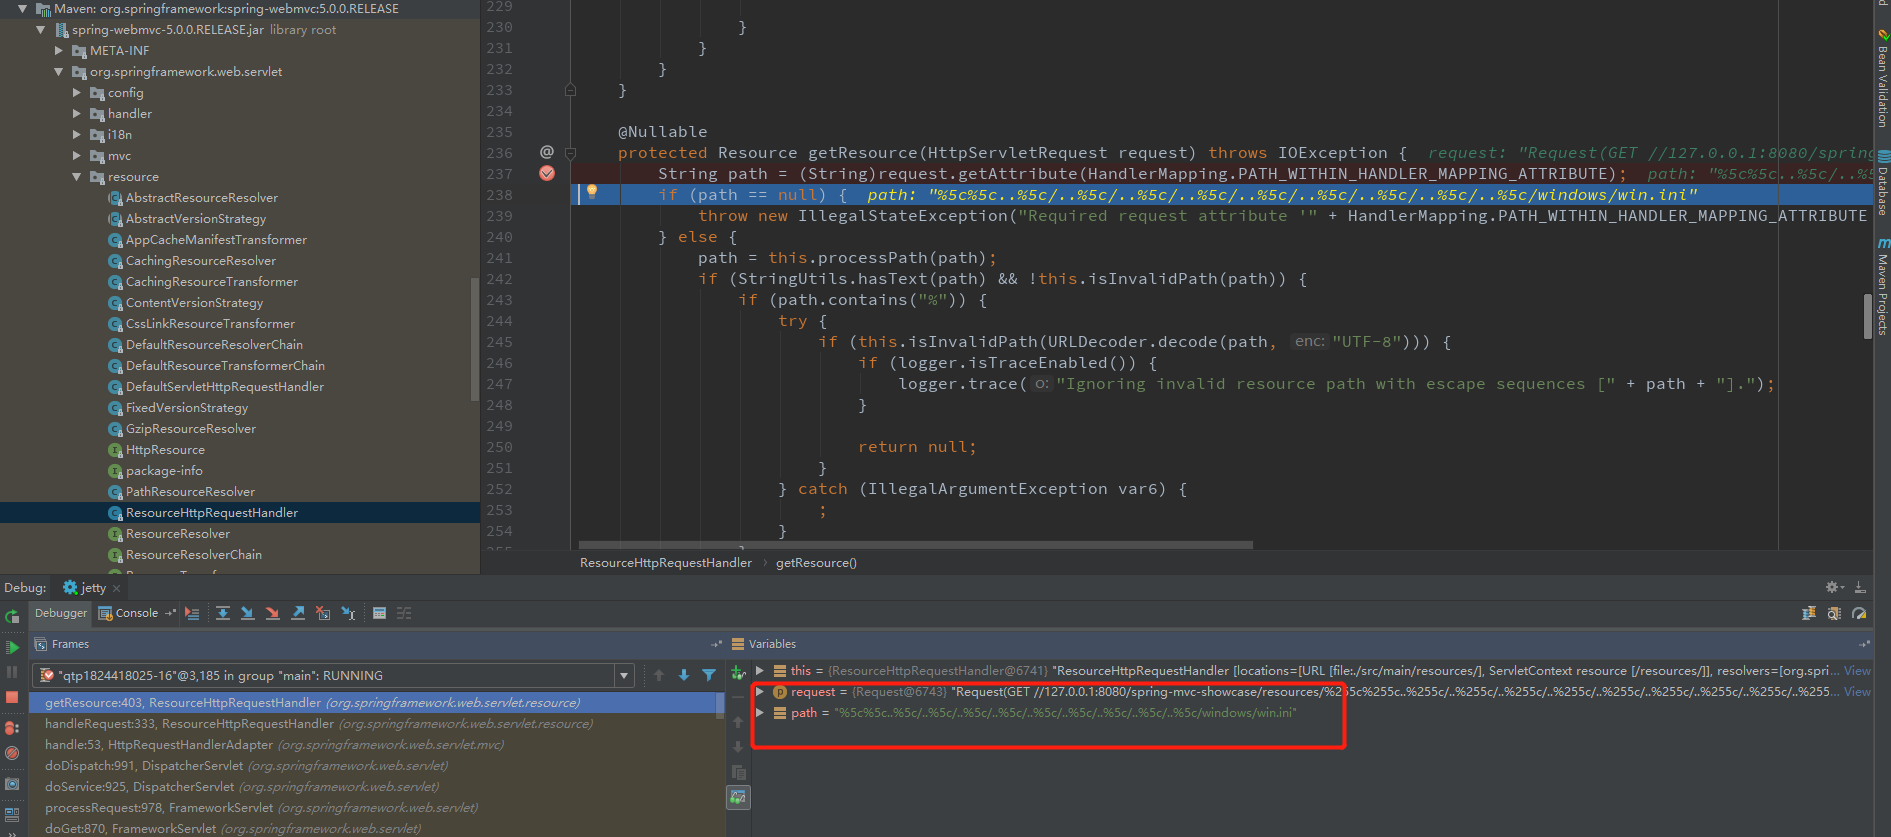 Maven: org.springframework:spring-webmvc:5.0.0.RELEASE
spring-webmvc-5.0.0.RELEASE.jar library root
META-INF
org.springframework.web.servlet
config
handler
i18n
mvc
resource
AbstractResourceResolver
AbstractVersionStrategy
AppCacheManifestTransformer
CachingResourceResolver
CachingResourceTransformer
ContentVersionStrategy
CssLinkResourceTransformer
DefaultResourceResolverChain
DefaultResourceTransformerChain
DefaultServletHttpRequestHandler
FixedVersionStrategy
GzipResourceResolver
HttpResource
package-info
PathResourceResolver
ResourceHttpRequestHandler
ResourceResolver
ResourceResolverChain
229
230 }
231 }
232 }
233 }
234
235 @Nullable
236 @ protected Resource getResource(HttpServletRequest request) throws IOException { request: "Request(GET //127.0.0.1:8080/spring
237 String path = (String)request.getAttribute(HandlerMapping.PATH_WITHIN_HANDLER_MAPPING_ATTRIBUTE); path: "%5c%5c..%5c/..%5
238 if (path == null) { path: "%5c%5c..%5c/..%5c/..%5c/..%5c/..%5c/..%5c/..%5c/..%5c/..%5c/windows/win.ini"
239 throw new IllegalStateException("Required request attribute '" + HandlerMapping.PATH_WITHIN_HANDLER_MAPPING_ATTRIBUTE
240 } else {
241 path = this.processPath(path);
242 if (StringUtils.hasText(path) && !this.isInvalidPath(path)) {
243 if (path.contains("%")) {
244 try {
245 if (this.isInvalidPath(URLDecoder.decode(path, enc: "UTF-8"))) {
246 if (logger.isTraceEnabled()) {
247 logger.trace( o: "Ignoring invalid resource path with escape sequences [" + path + "].");
248 }
249
250 return null;
251 }
252 } catch (IllegalArgumentException var6) {
253 ;
254 }
ResourceHttpRequestHandler › getResource()
Bean Validation
Database
Maven Projects
Debug: jetty
Debugger Console
Frames
"qtp1824418025-16"@3,185 in group "main": RUNNING
getResource:403, ResourceHttpRequestHandler (org.springframework.web.servlet.resource)
handleRequest:333, ResourceHttpRequestHandler (org.springframework.web.servlet.resource)
handle:53, HttpRequestHandlerAdapter (org.springframework.web.servlet.mvc)
doDispatch:991, DispatcherServlet (org.springframework.web.servlet)
doService:925, DispatcherServlet (org.springframework.web.servlet)
processRequest:978, FrameworkServlet (org.springframework.web.servlet)
doGet:870, FrameworkServlet (org.springframework.web.servlet)
Variables
this = {ResourceHttpRequestHandler@6741} "ResourceHttpRequestHandler [locations=[URL [file:./src/main/resources/], ServletContext resource [/resources/]], resolvers=[org.spri... View
request = {Request@6743} "Request(GET //127.0.0.1:8080/spring-mvc-showcase/resources/%255c%255c..%255c/..%255c/..%255c/..%255c/..%255c/..%255c/..%255c/..%255... View
path = "%5c%5c..%5c/..%5c/..%5c/..%5c/..%5c/..%5c/..%5c/..%5c/..%5c/windows/win.ini"